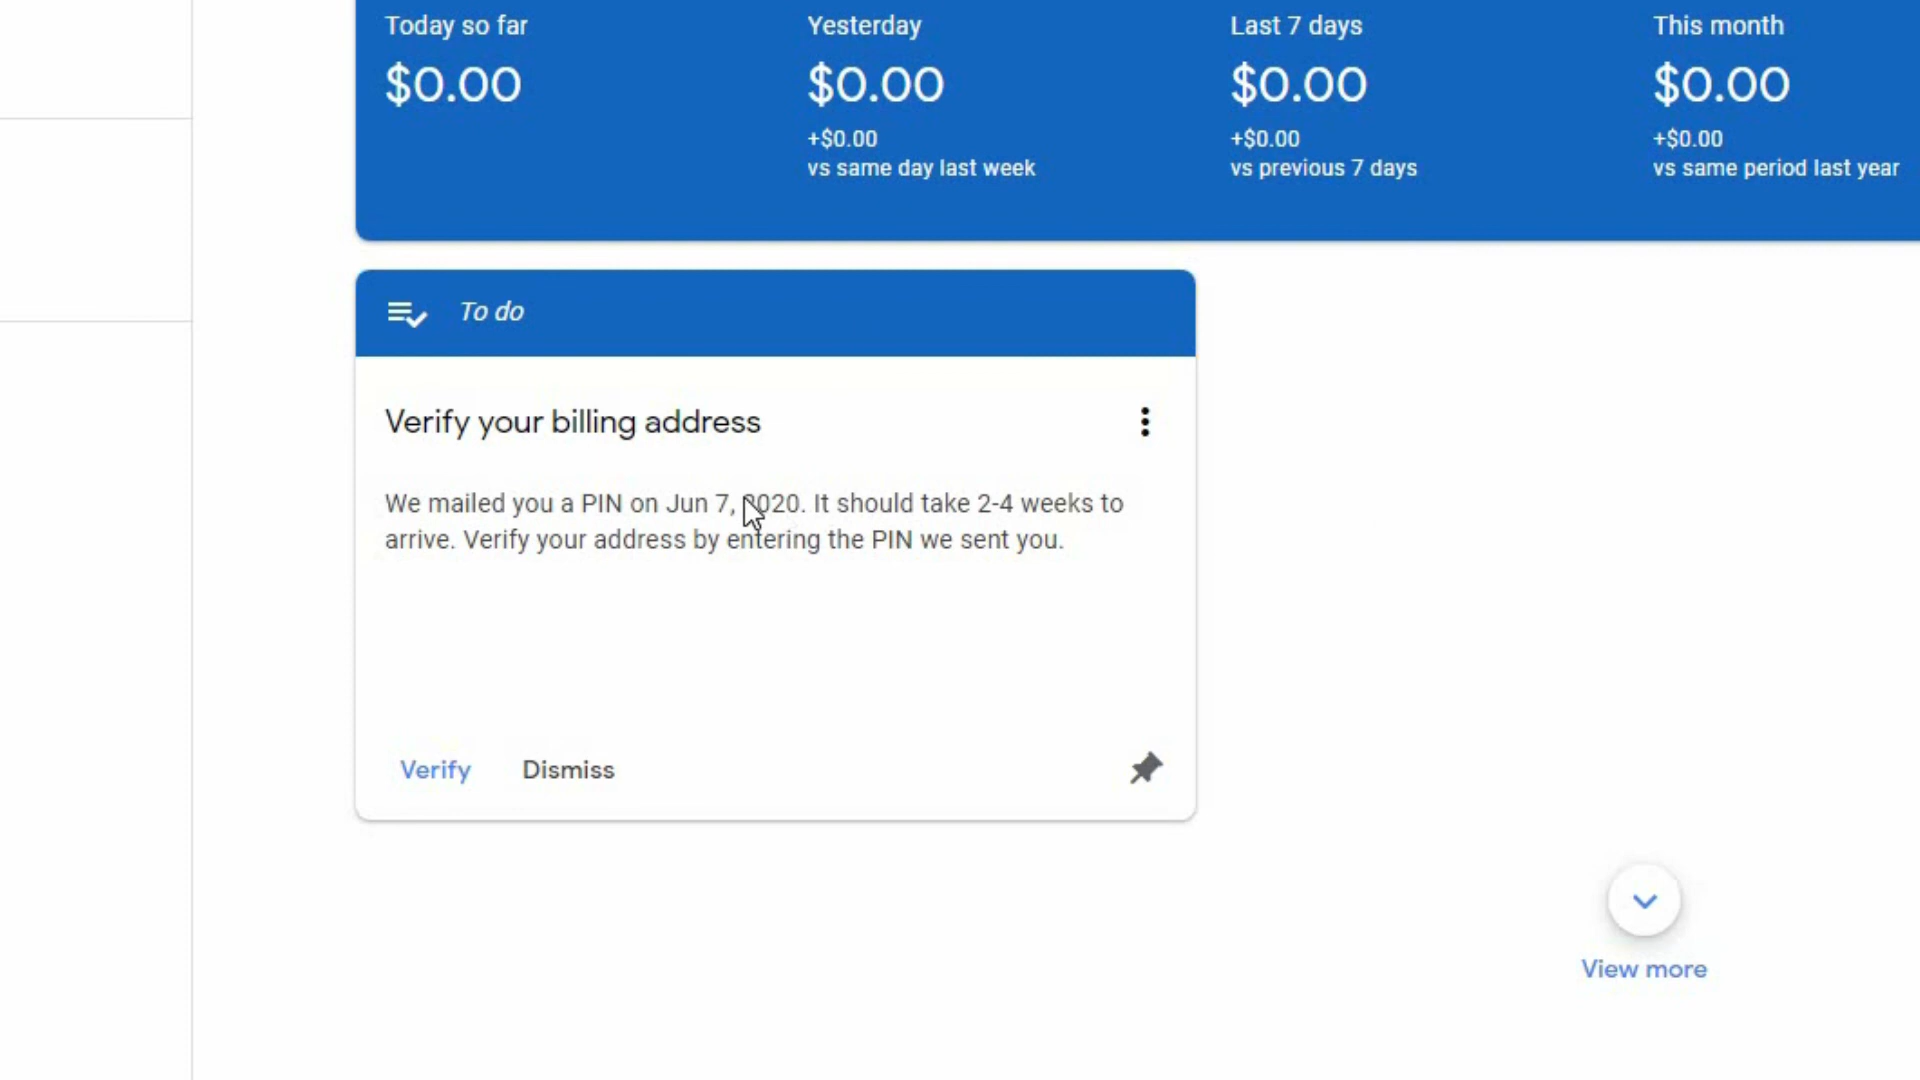 Today so far
Yesterday
Last 7 days
This month
$0.00
$0.00
$0.00
$0.00
+$0.00
+$0.00
+$0.00
vs same day last week
vs previous 7 days
vs same period last year
To do
Verify your billing address
We mailed you a PIN on Jun 7, 2020. It should take 2-4 weeks to
arrive. Verify your address by entering the PIN we sent you.
Verify
Dismiss
View more